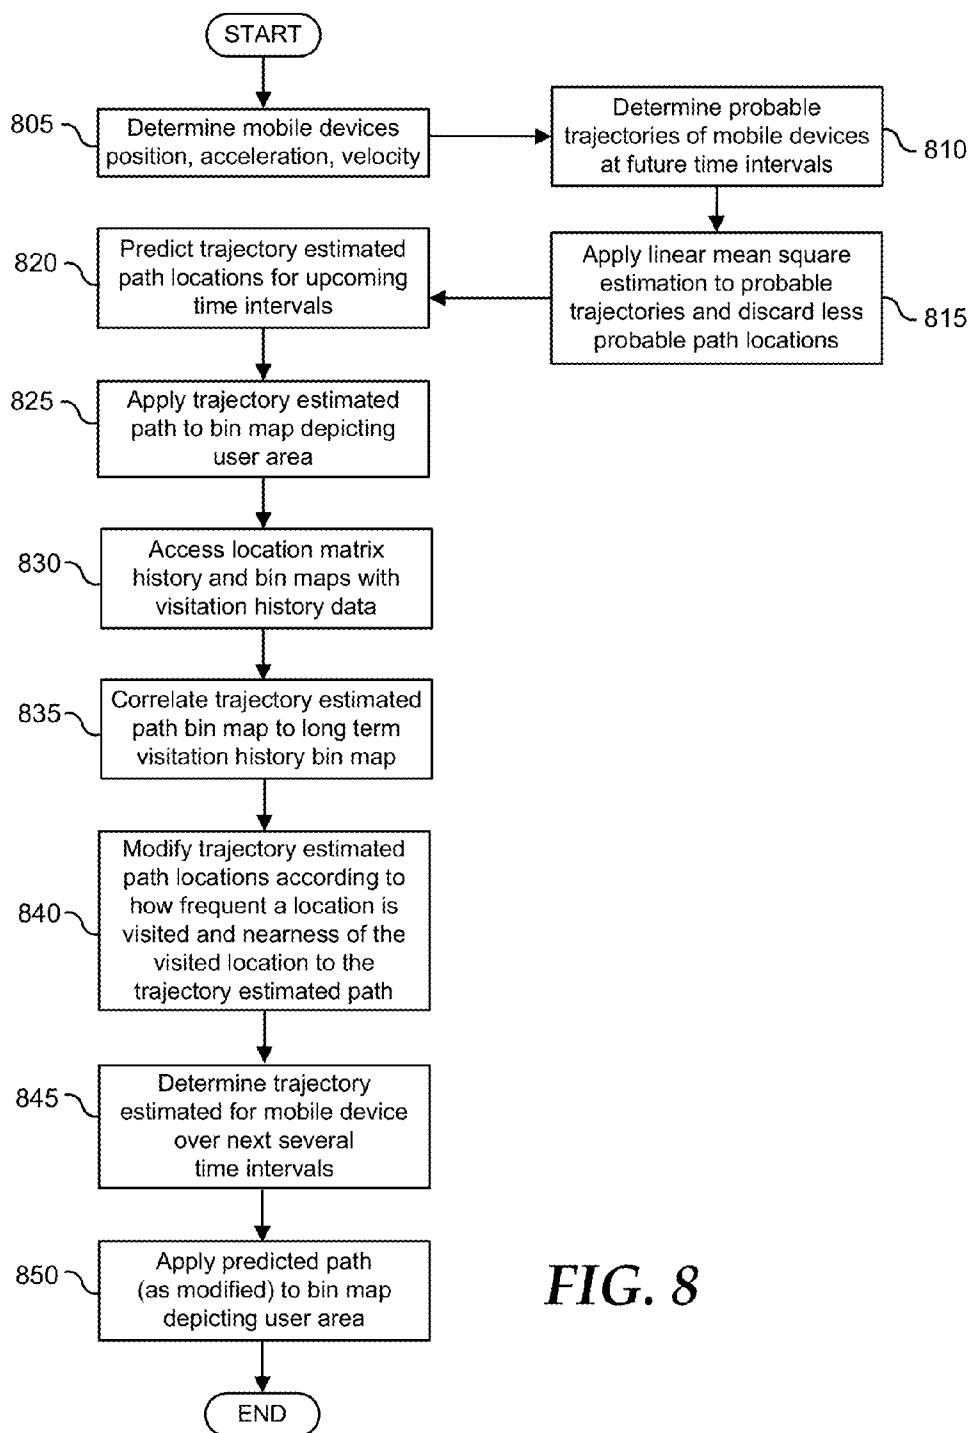 START
805
Determine mobile devices
position, acceleration, velocity
Determine probable
trajectories of mobile devices
at future time intervals
810
820
Predict trajectory estimated
path locations for upcoming
time intervals
Apply linear mean square
estimation to probable
trajectories and discard less
probable path locations
815
825
Apply trajectory estimated
path to bin map depicting
user area
830
Access location matrix
history and bin maps with
visitation history data
835
Correlate trajectory estimated
path bin map to long term
visitation history bin map
840
Modify trajectory estimated
path locations according to
how frequent a location is
visited and nearness of the
visited location to the
trajectory estimated path
845
Determine trajectory
estimated for mobile device
over next several
time intervals
850
Apply predicted path
(as modified) to bin map
depicting user area
FIG. 8
END